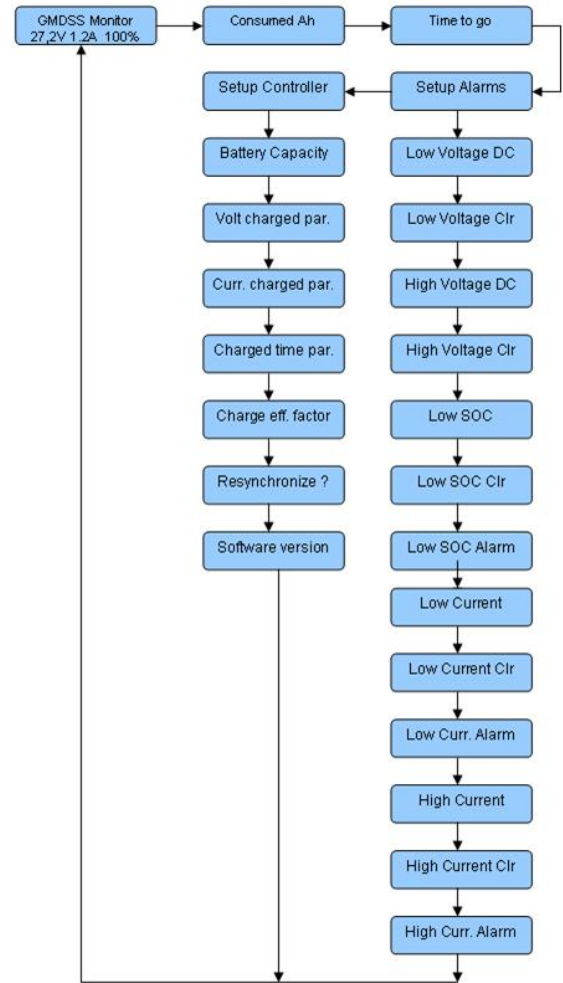 GMDSS Monitor
27,2V 1.2A 100%
Consumed Ah
Time to go
Setup Controller
Setup Alarms
Battery Capacity
Low Voltage DC
Volt charged par.
Low Voltage Clr
Curr. charged par.
High Voltage DC
Charged time par.
High Voltage Clr
Charge eff. factor
Low SOC
Resynchronize ?
Low SOC Clr
Software version
Low SOC Alarm
Low Current
Low Current Clr
Low Curr. Alarm
High Current
High Current Clr
High Curr. Alarm